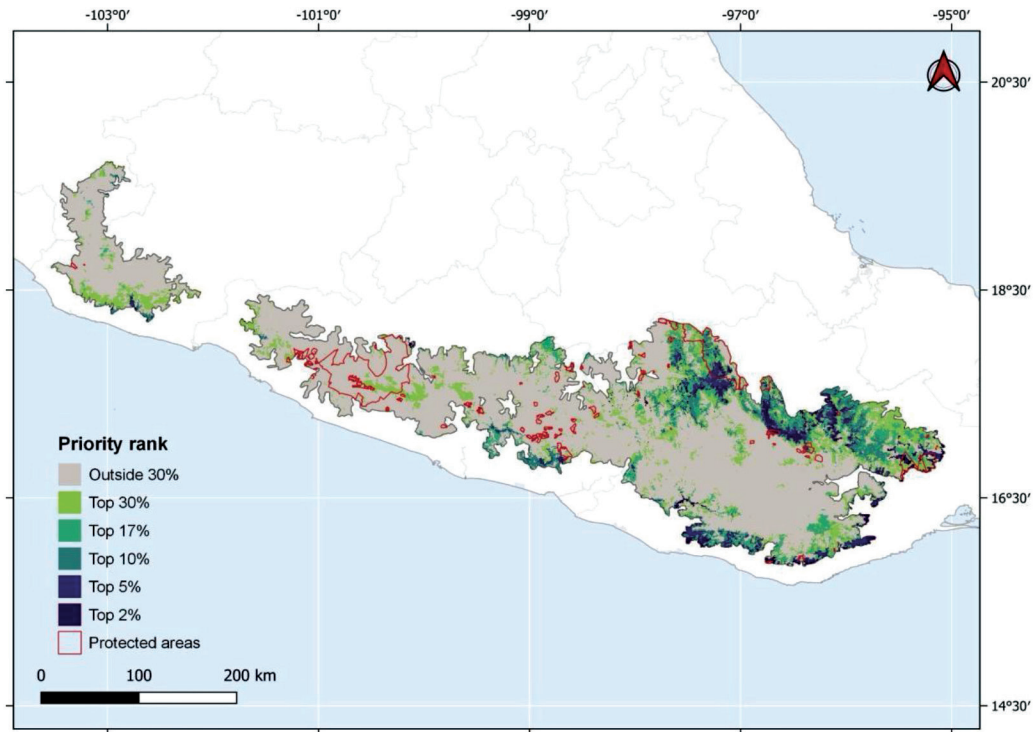 -103°0′ -101°0′ -99°0′ -97°0′ -95°0′
20°30′
18°30′
16°30′
14°30′
Priority rank
Outside 30%
Top 30%
Top 17%
Top 10%
Top 5%
Top 2%
Protected areas
0 100 200 km